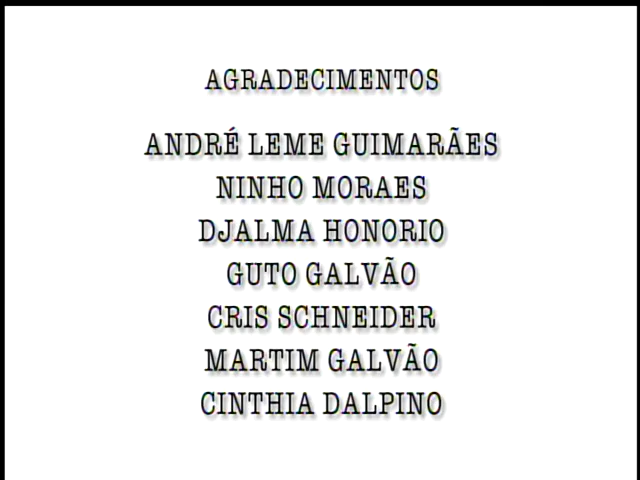 AGRADECIMENTOS
ANDRÉ LEME GUIMARÃES
NINHO MORAES
DJALMA HONORIO
GUTO GALVÃO
CRIS SCHNEIDER
MARTIM GALVÃO
CINTHIA DALPINO